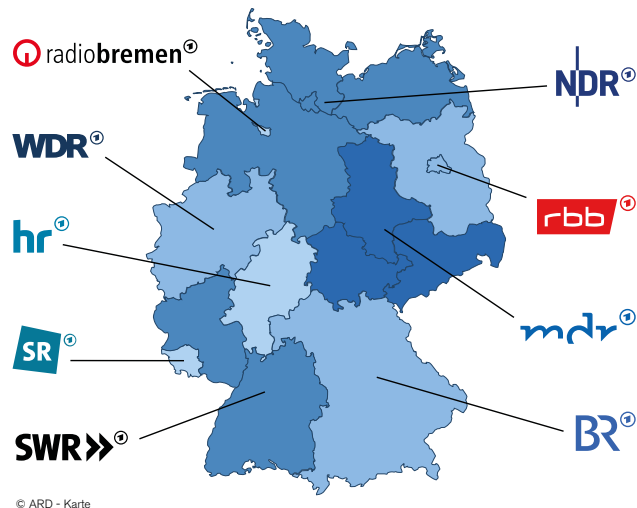 radiobremen
NDR
WDR
rbb
hr
mdr
SR
BR
SWR
© ARD - Karte